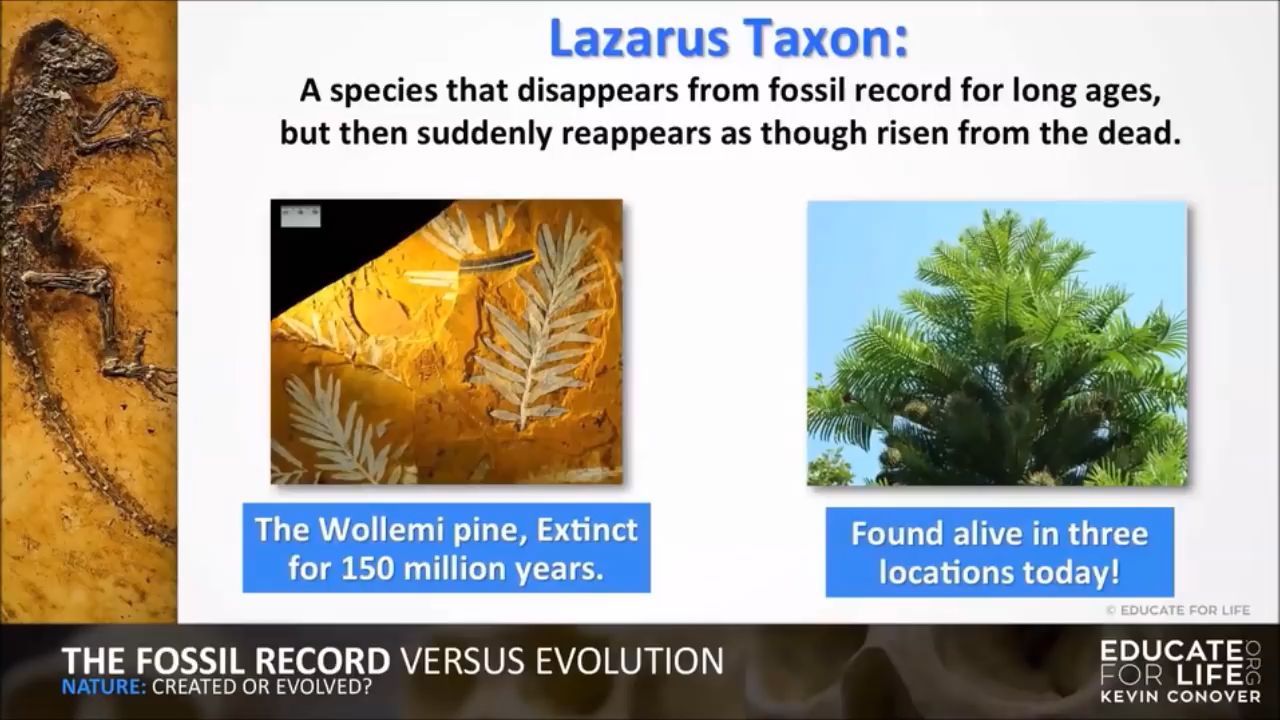 Lazarus Taxon:
A species that disappears from fossil record for long ages,
but then suddenly reappears as though risen from the dead.
The Wollemi pine, Extinct
for 150 million years.
Found alive in three
locations today!
© EDUCATE FOR LIFE
THE FOSSIL RECORD VERSUS EVOLUTION
NATURE: CREATED OR EVOLVED?
EDUCATE
FOR LIFE
.ORG
KEVIN CONOVER